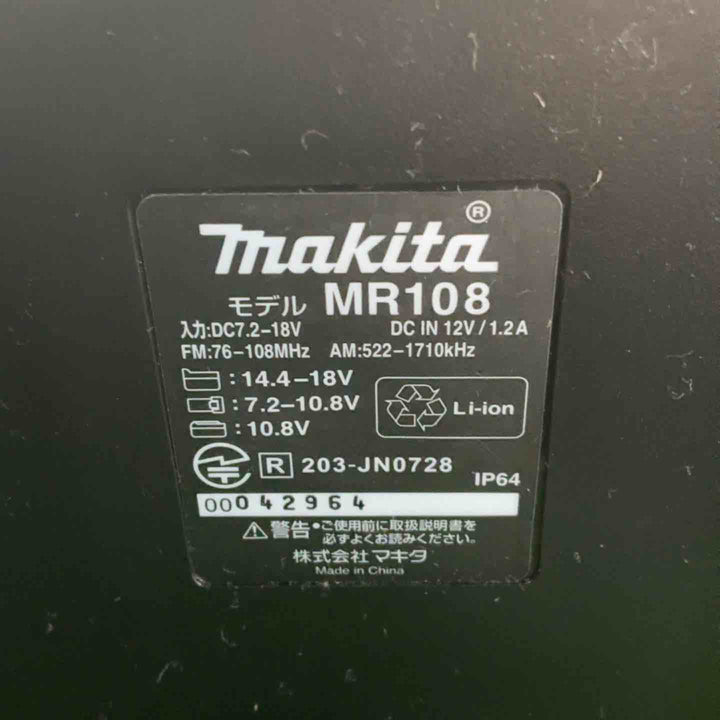 makita®
モデル MR108
入力:DC7.2-18V DC IN 12V/1.2A
FM:76-108MHz AM:522-1710kHz
:14.4-18V
:7.2-10.8V
:10.8V
Li-ion
R 203-JN0728
IP64
00042964
警告 •ご使用前に取扱説明書を
必ずよくお読みください。
株式会社マキタ
Made in China